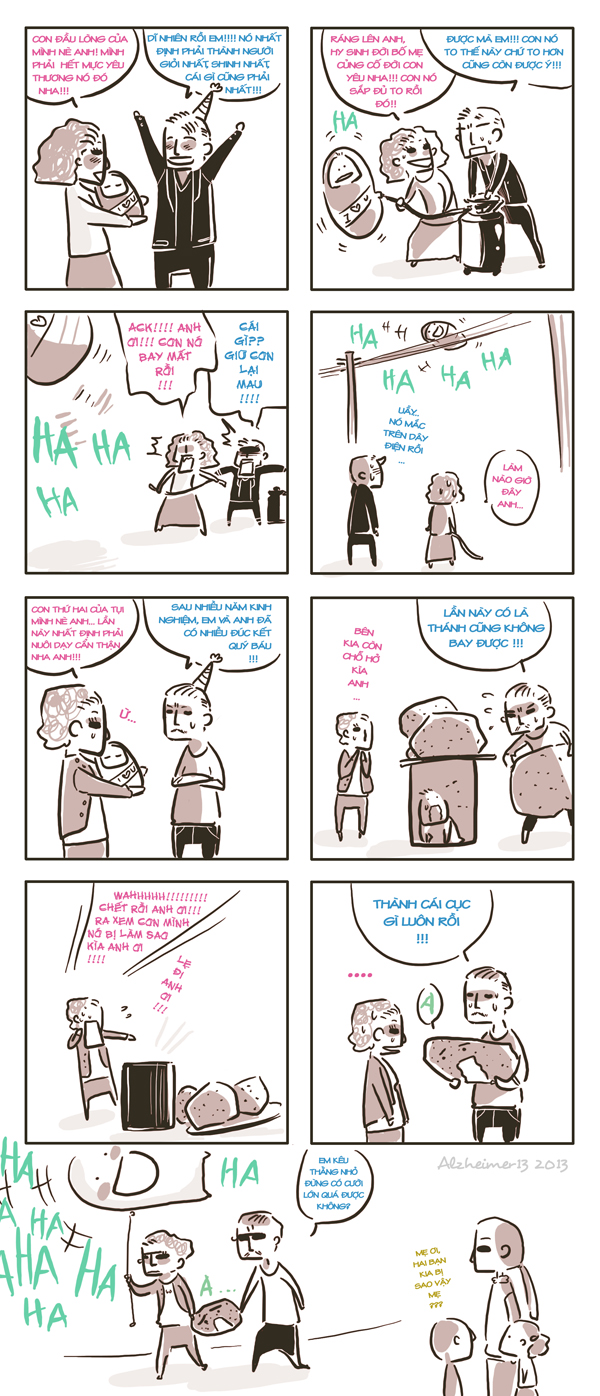 CON ĐẦU LÒNG CỦA
MÌNH NÈ ANH! MÌNH
PHẢI HẾT MỰC YÊU
THƯƠNG NÓ ĐÓ
NHA!!!
DĨ NHIÊN RỒI EM!!!! NÓ NHẤT
ĐỊNH PHẢI THÀNH NGƯỜI
GIỎI NHẤT, SHINH NHẤT,
CÁI GÌ CŨNG PHẢI
NHẤT!!!
I ♡ U
RÁNG LÊN ANH,
HY SINH ĐỜI BỐ MẸ
CỦNG CỐ ĐỜI CON
YÊU NHA!!! CON NÓ
SẮP ĐỦ TO RỒI
ĐÓ!!
ĐƯỢC MÀ EM!!! CON NÓ
TO THẾ NÀY CHỨ TO HƠN
CŨNG CÒN ĐƯỢC Ý!!!
HA
I ♡ U
ACK!!!! ANH
ƠI!!! CON NÓ
BAY MẤT
RỒI
!!!
CÁI
GÌ??
GIỮ CON
LẠI
MAU
!!!!
HA HA
HA
HA H H
HA H HA HA
UẦY..
NÓ MẮC
TRÊN DÂY
ĐIỆN RỒI
...
LÀM
NÀO GIỜ
ĐÂY
ANH...
CON THỨ HAI CỦA TỤI
MÌNH NÈ ANH... LẦN
NÀY NHẤT ĐỊNH PHẢI
NUÔI DẠY CẨN THẬN
NHA ANH!!!
SAU NHIỀU NĂM KINH
NGHIỆM, EM VÀ ANH ĐÃ
CÓ NHIỀU ĐÚC KẾT
QUÝ BÁU
!!!
Ừ...
I ♡ U
BÊN
KIA CÒN
CHỖ HỞ
KÌA
ANH
...
LẦN NÀY CÓ LÀ
THÁNH CŨNG KHÔNG
BAY ĐƯỢC !!!
WAHHHHH!!!!!!!!!!
CHẾT RỒI ANH ƠI!!!
RA XEM CON MÌNH
NÓ BỊ LÀM SAO
KÌA ANH ƠI
!!!!
LẸ
ĐI
ANH
ƠI
!!!
THÀNH CÁI CỤC
GÌ LUÔN RỒI
!!!
....
À
Alzheimer13 2013
HA
H H
A HA
AHA HA
HA
HA
EM KÊU
THẰNG NHỎ
ĐỪNG CÓ CƯỜI
LỚN QUÁ ĐƯỢC
KHÔNG?
À ...
MẸ ƠI,
HAI BẠN
KIA BỊ
SAO VẬY
MẸ
???